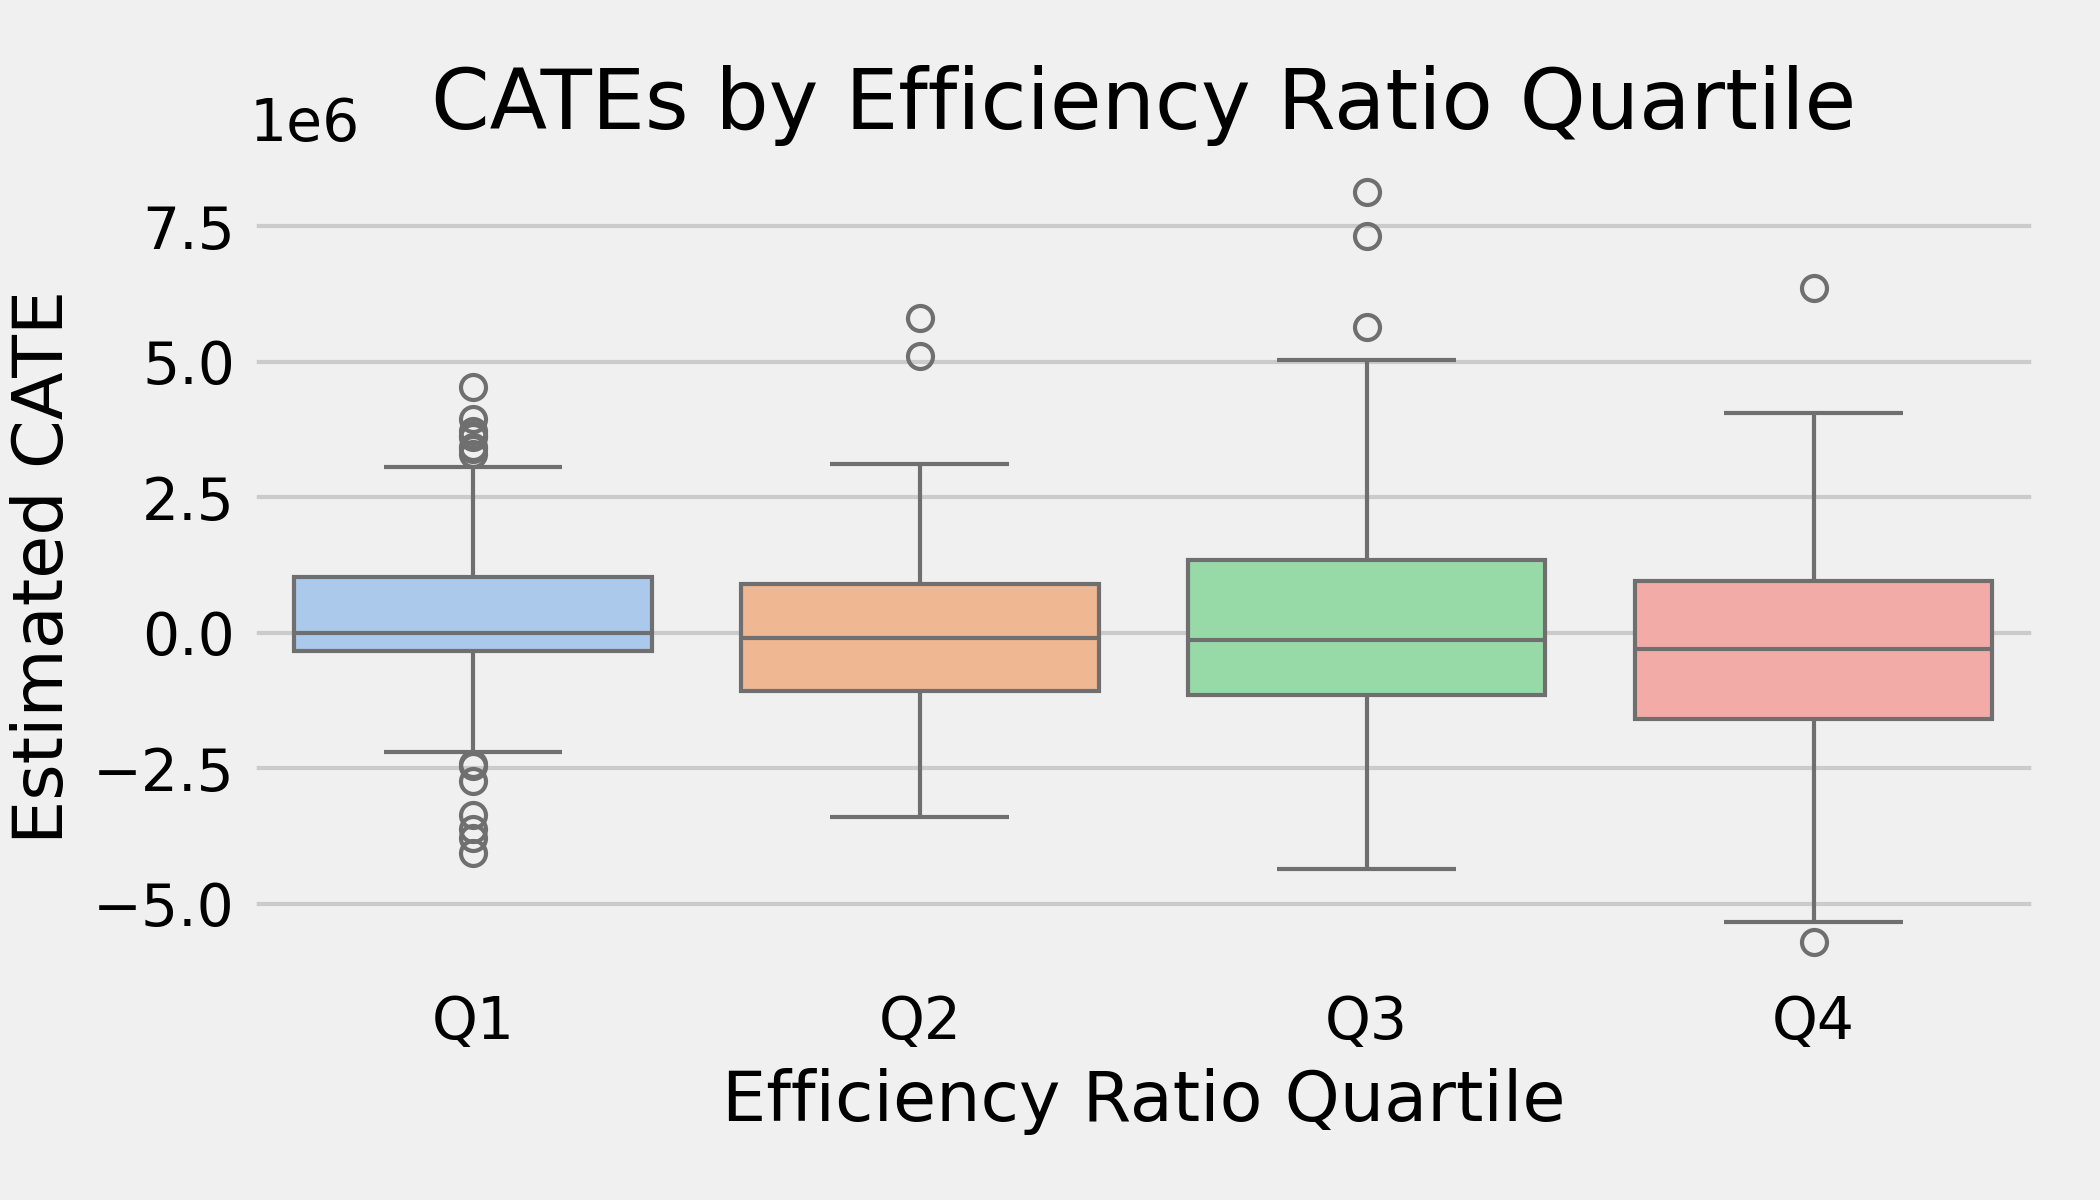 CATEs by Efficiency Ratio Quartile
1e6
7.5
5.0
2.5
0.0
−2.5
−5.0
Estimated CATE
Q1 Q2 Q3 Q4
Efficiency Ratio Quartile